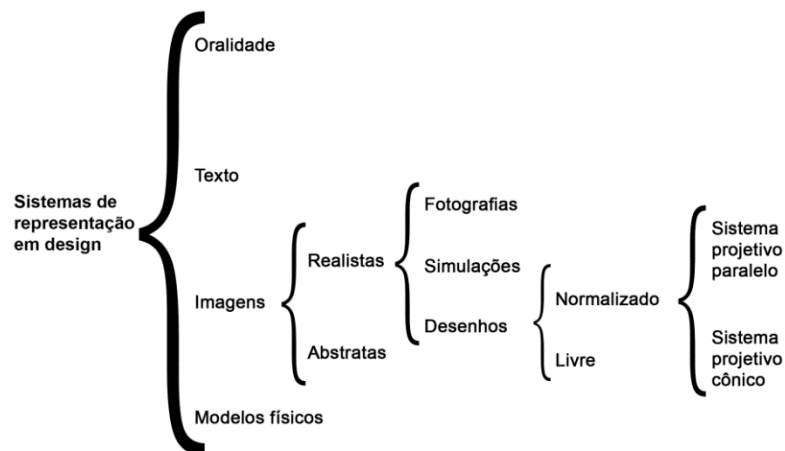 Sistemas de
representação
em design
Oralidade
Texto
Imagens
Modelos físicos
Realistas
Abstratas
Fotografias
Simulações
Desenhos
Normalizado
Livre
Sistema
projetivo
paralelo
Sistema
projetivo
cônico